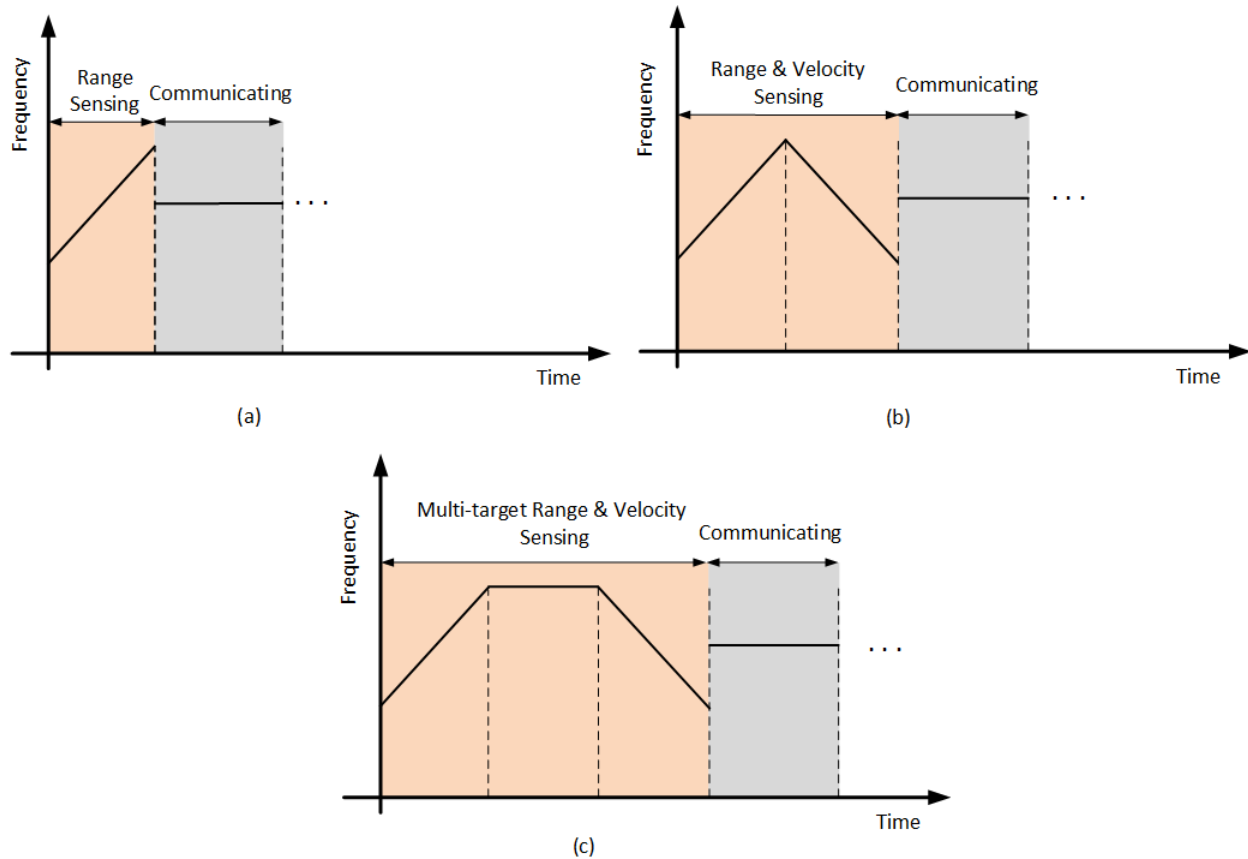 Frequency
Range
Sensing
Communicating
. . .
Time
(a)
Frequency
Range & Velocity
Sensing
Communicating
. . .
Time
(b)
Frequency
Multi-target Range & Velocity
Sensing
Communicating
. . .
Time
(c)